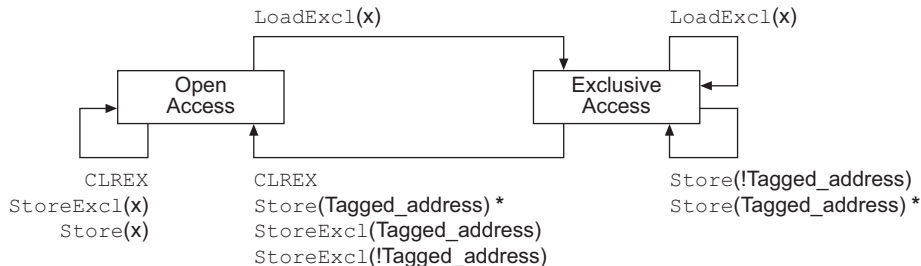 LoadExcl(x)
LoadExcl(x)
Open
Access
Exclusive
Access
CLREX
StoreExcl(x)
Store(x)
CLREX
Store(Tagged_address) *
StoreExcl(Tagged_address)
StoreExcl(!Tagged_address)
Store(!Tagged_address)
Store(Tagged_address) *